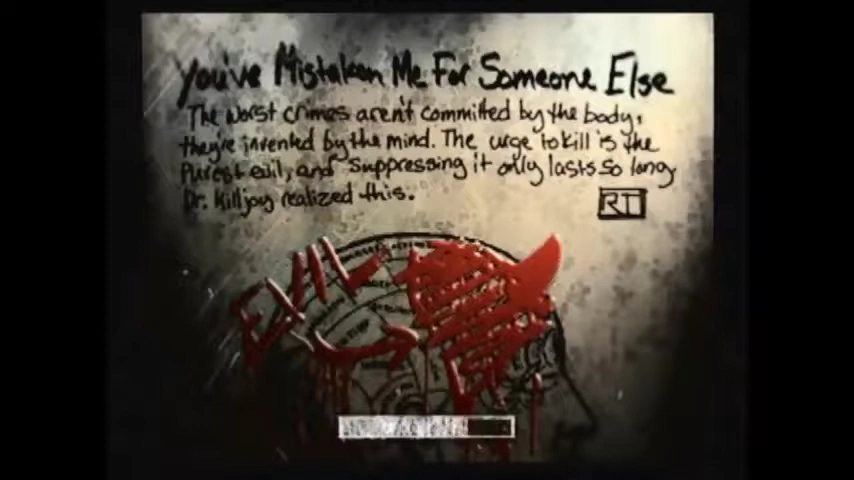 You've Mistaken Me For Someone Else
The worst crimes aren't committed by the body,
they're invented by the mind. The urge to kill is the
purest evil, and suppressing it only lasts so long.
Dr. Killjoy realized this.
RT
EVIL